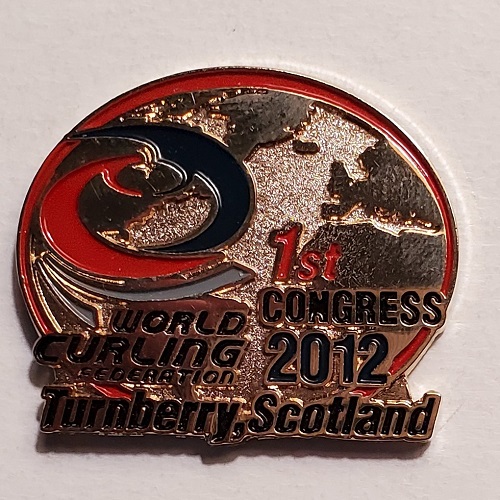 1st
CONGRESS
2012
WORLD
CURLING
FEDERATION
Turnberry, Scotland